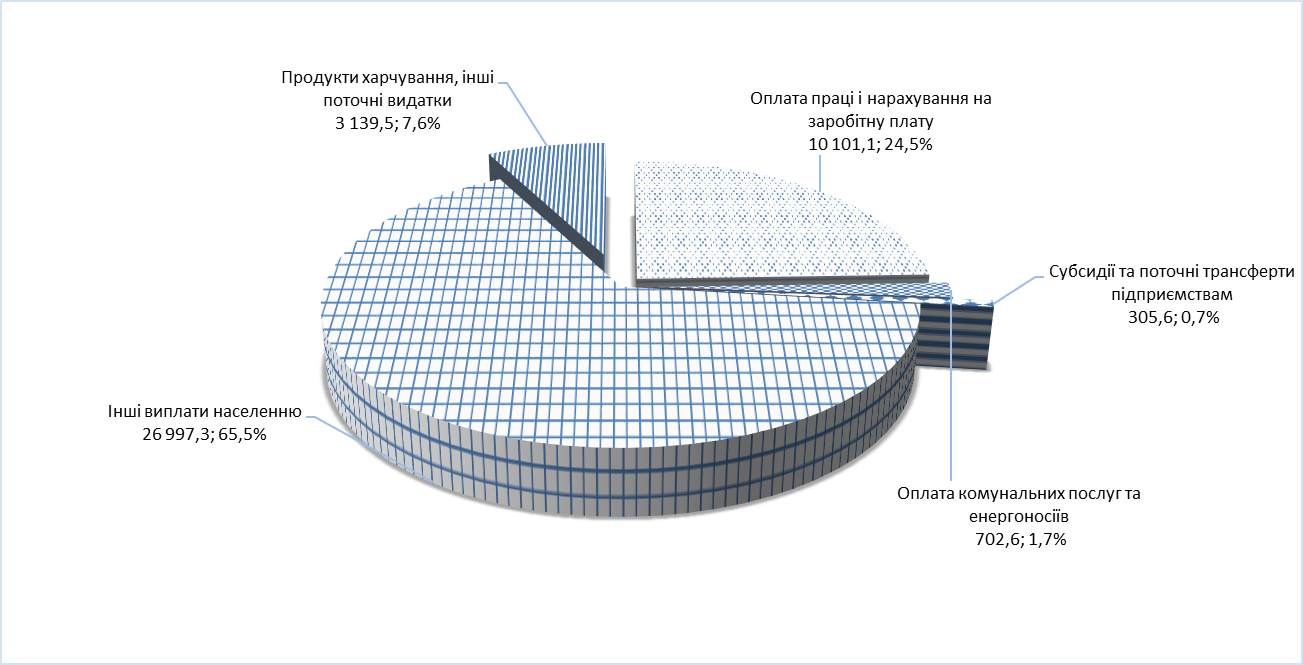 Продукти харчування, інші
поточні видатки
3 139,5; 7,6%
Оплата праці і нарахування на
заробітну плату
10 101,1; 24,5%
Субсидії та поточні трансферти
підприємствам
305,6; 0,7%
Інші виплати населенню
26 997,3; 65,5%
Оплата комунальних послуг та
енергоносіїв
702,6; 1,7%